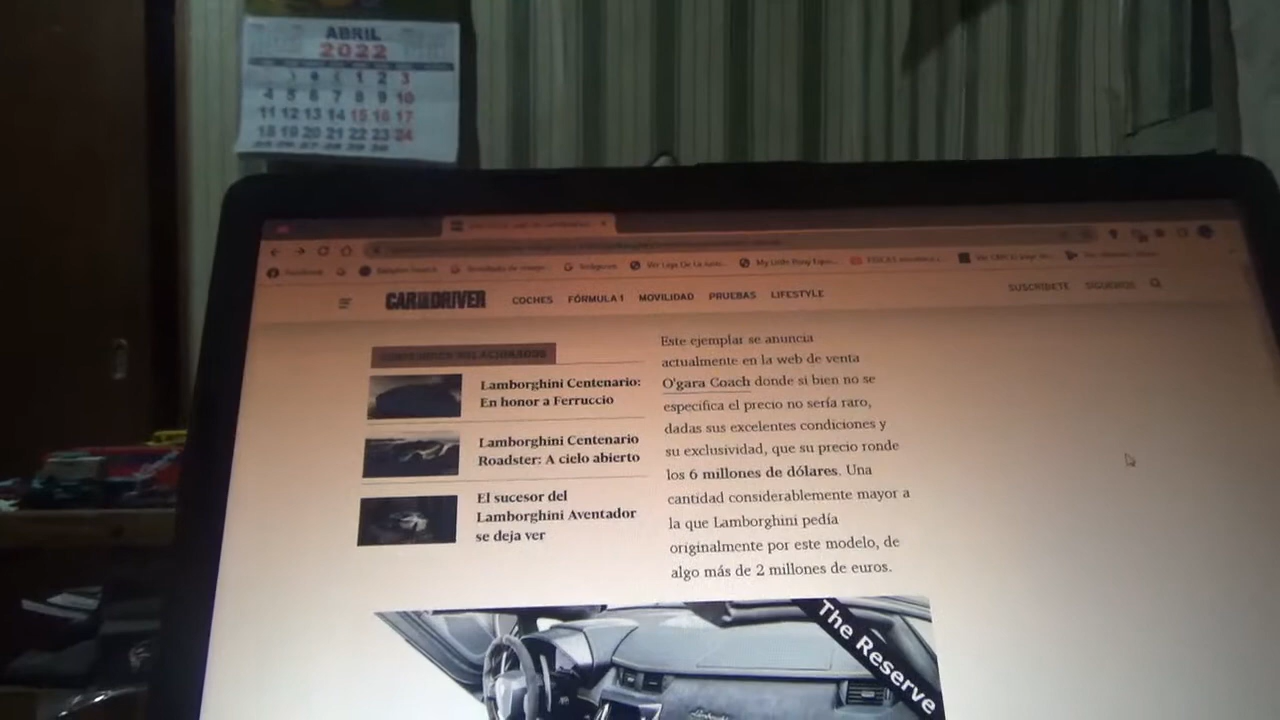 ABRIL
2022
1 2 3
4 5 6 7 8 9 10
11 12 13 14 15 16 17
18 19 20 21 22 23 24
Facebook
CAR AND DRIVER
COCHES FÓRMULA 1 MOVILIDAD PRUEBAS LIFESTYLE
SUSCRÍBETE SÍGUENOS
CONTENIDOS RELACIONADOS
Lamborghini Centenario:
En honor a Ferruccio
Lamborghini Centenario
Roadster: A cielo abierto
El sucesor del
Lamborghini Aventador
se deja ver
Este ejemplar se anuncia
actualmente en la web de venta
O'gara Coach donde si bien no se
especifica el precio no sería raro,
dadas sus excelentes condiciones y
su exclusividad, que su precio ronde
los 6 millones de dólares. Una
cantidad considerablemente mayor a
la que Lamborghini pedía
originalmente por este modelo, de
algo más de 2 millones de euros.
The Reserve